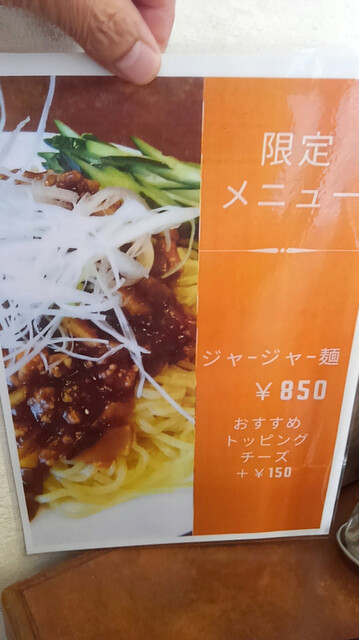 限定
メニュー
ジャージャー麺
￥850
おすすめ
トッピング
チーズ
＋￥150